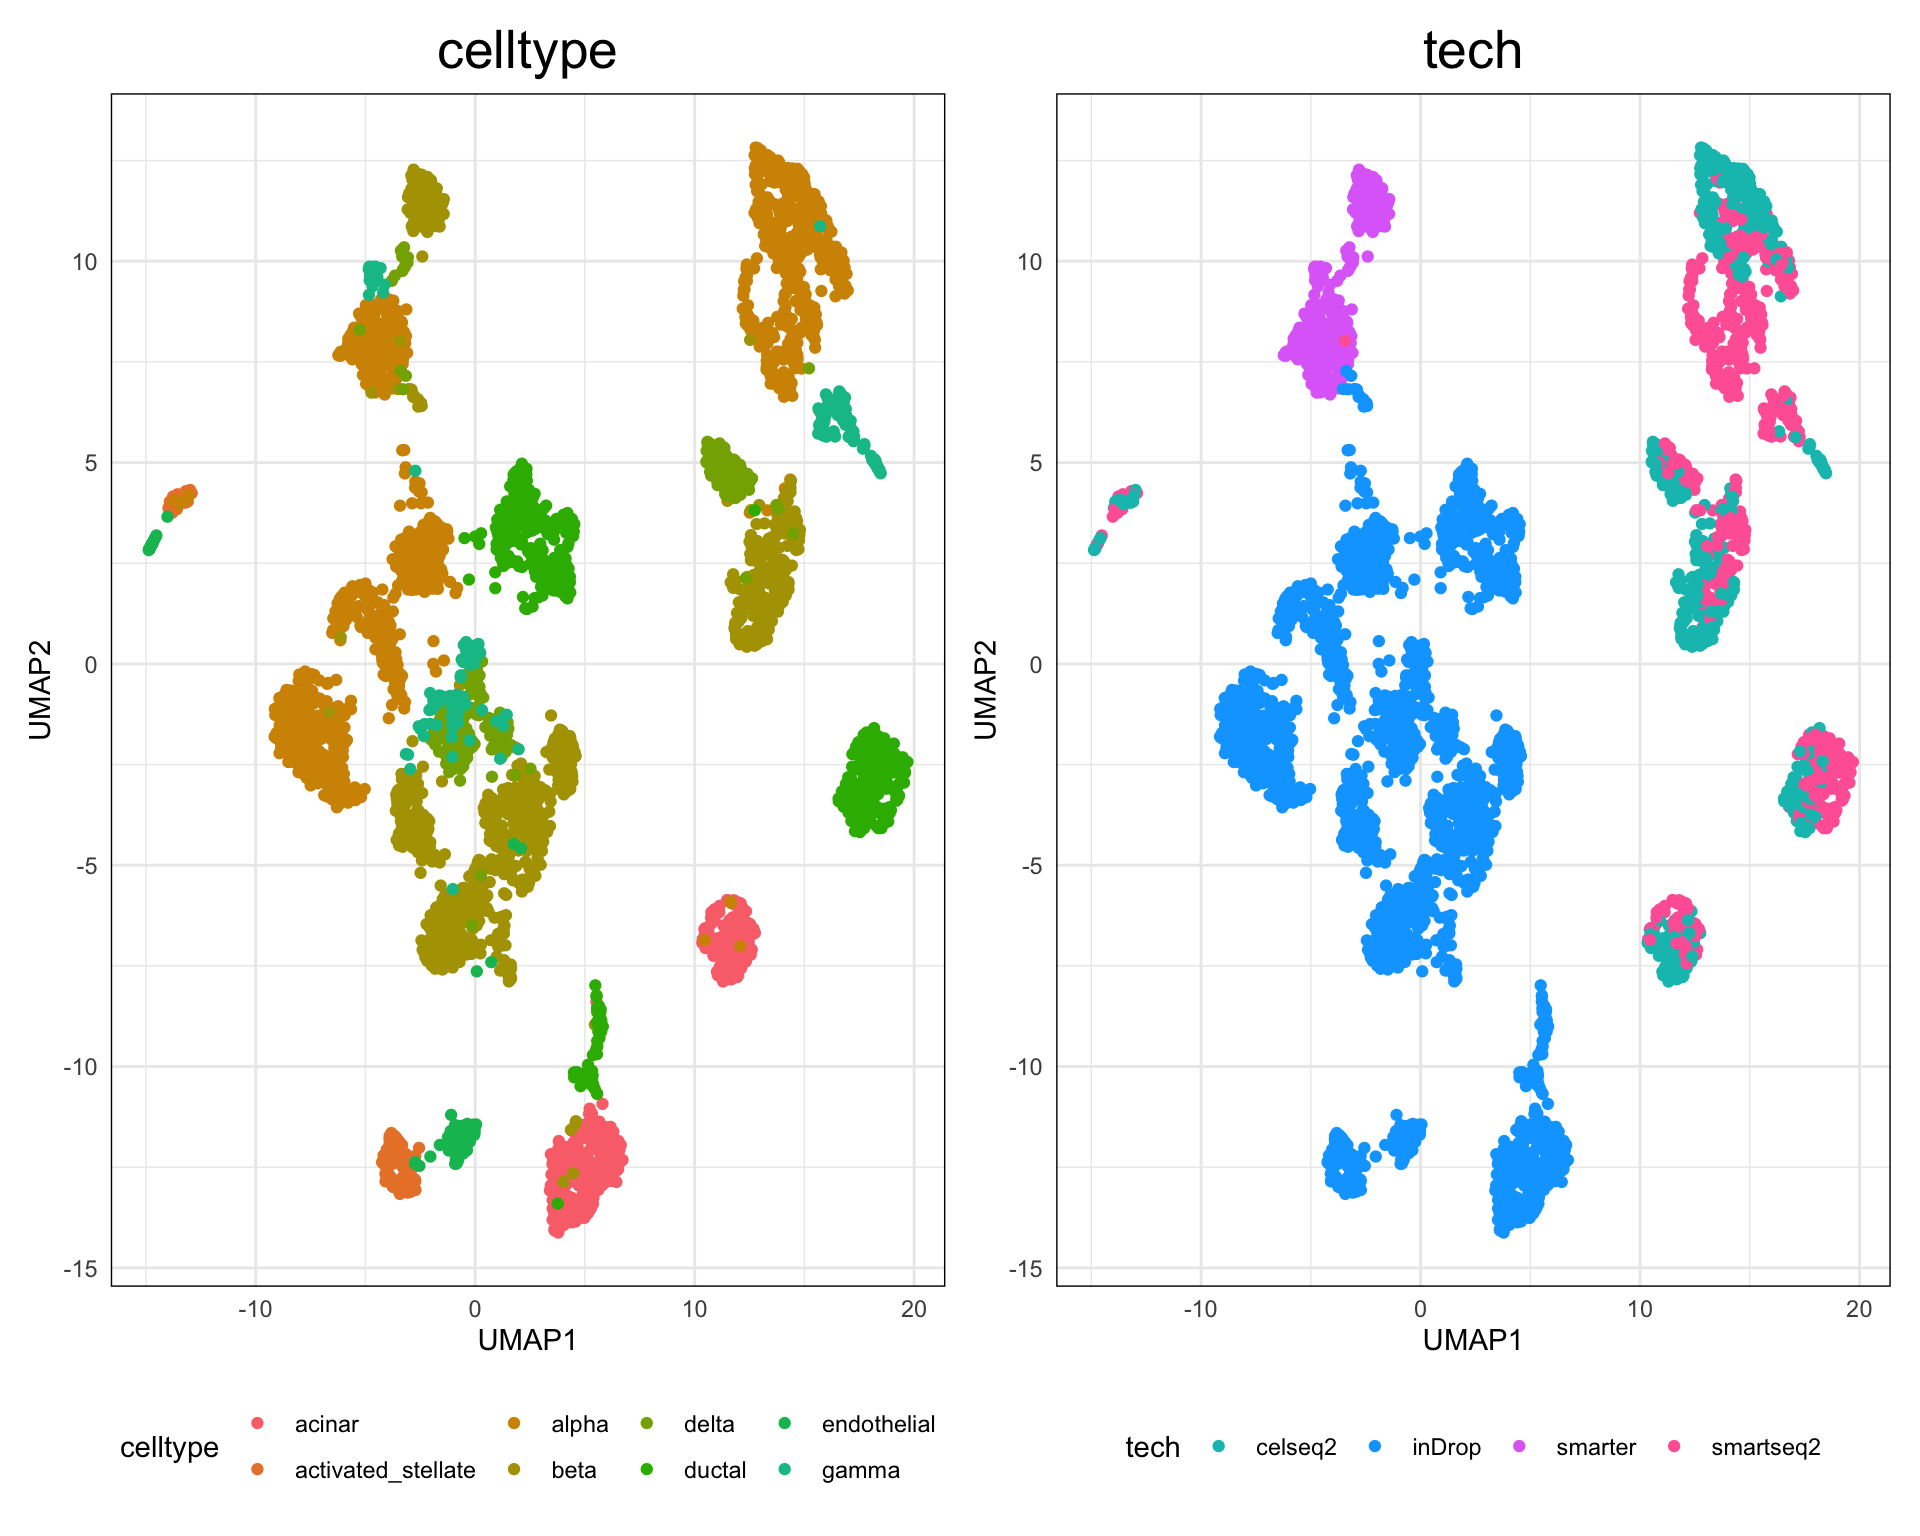 celltype
tech
10
5
0
-5
-10
-15
UMAP2
-10 0 10 20
UMAP1
10
5
0
-5
-10
-15
UMAP2
-10 0 10 20
UMAP1
celltype
acinar alpha delta endothelial
activated_stellate beta ductal gamma
tech celseq2 inDrop smarter smartseq2